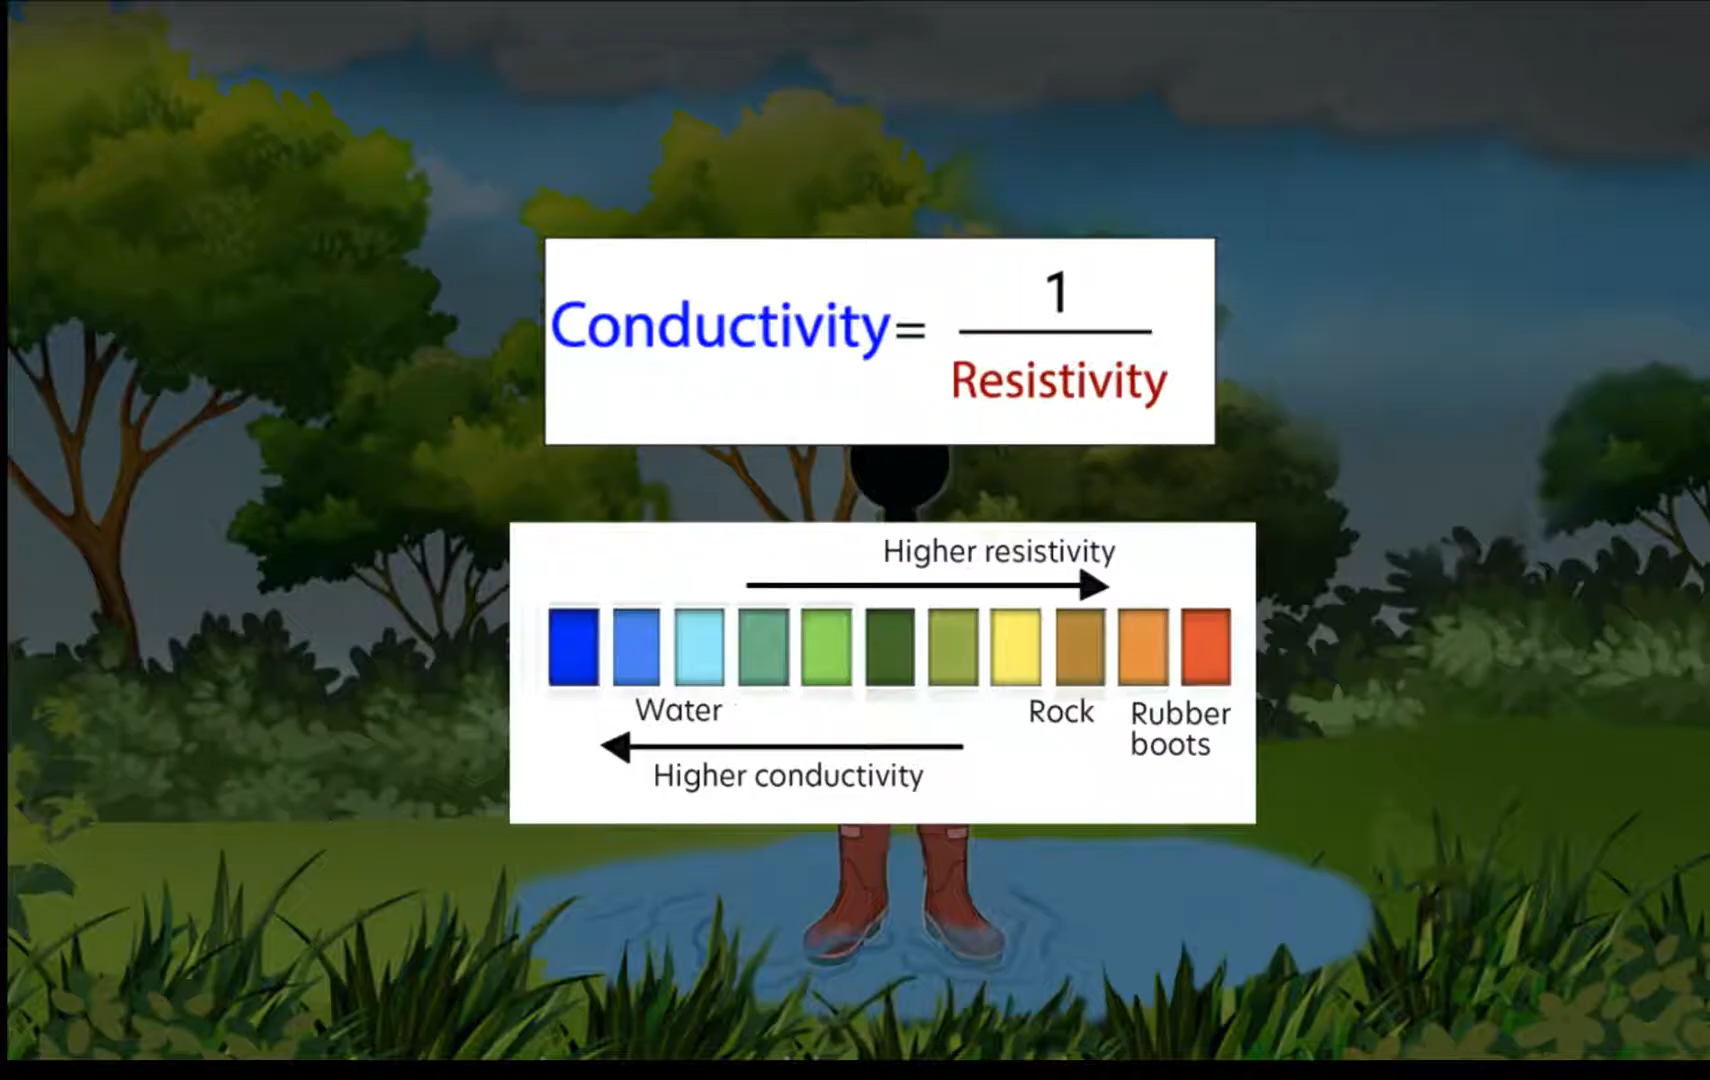 Conductivity = 1
Resistivity
Higher resistivity
Water Rock Rubber
boots
Higher conductivity